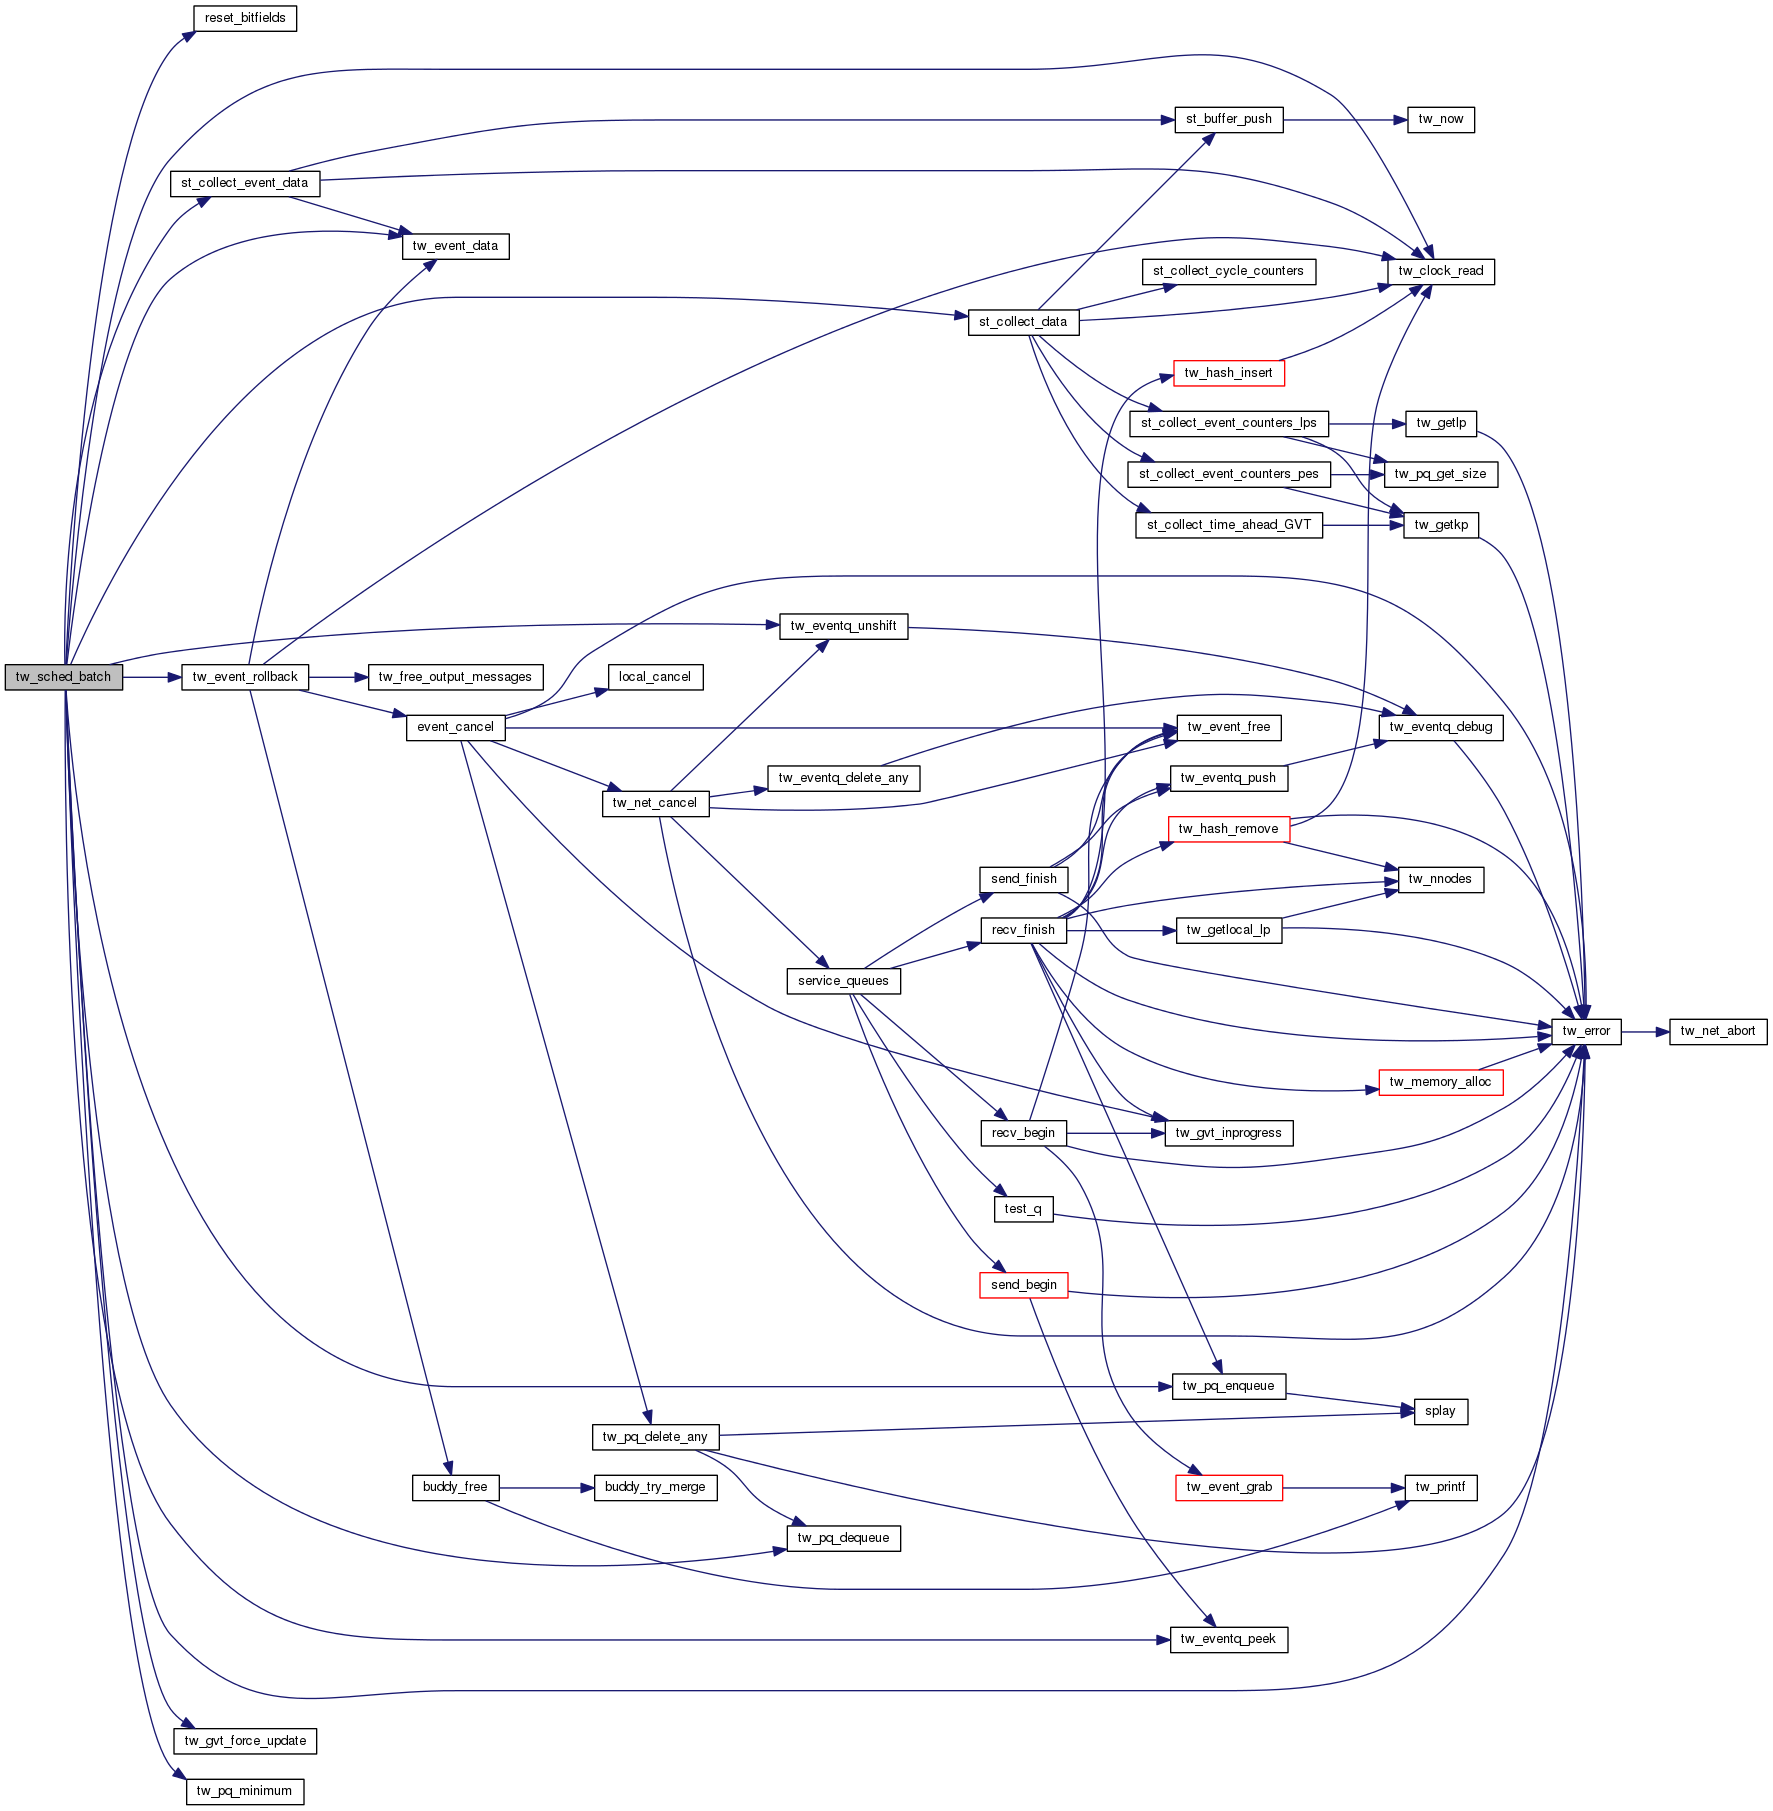 reset_bitfields
st_buffer_push
tw_now
st_collect_event_data
tw_event_data
st_collect_cycle_counters
tw_clock_read
st_collect_data
tw_hash_insert
st_collect_event_counters_lps
tw_getlp
st_collect_event_counters_pes
tw_pq_get_size
st_collect_time_ahead_GVT
tw_getkp
tw_eventq_unshift
tw_sched_batch
tw_event_rollback
tw_free_output_messages
local_cancel
event_cancel
tw_event_free
tw_eventq_debug
tw_eventq_delete_any
tw_eventq_push
tw_net_cancel
tw_hash_remove
send_finish
tw_nnodes
recv_finish
tw_getlocal_lp
service_queues
tw_error
tw_net_abort
tw_memory_alloc
recv_begin
tw_gvt_inprogress
test_q
send_begin
tw_pq_enqueue
splay
tw_pq_delete_any
buddy_free
buddy_try_merge
tw_event_grab
tw_printf
tw_pq_dequeue
tw_eventq_peek
tw_gvt_force_update
tw_pq_minimum